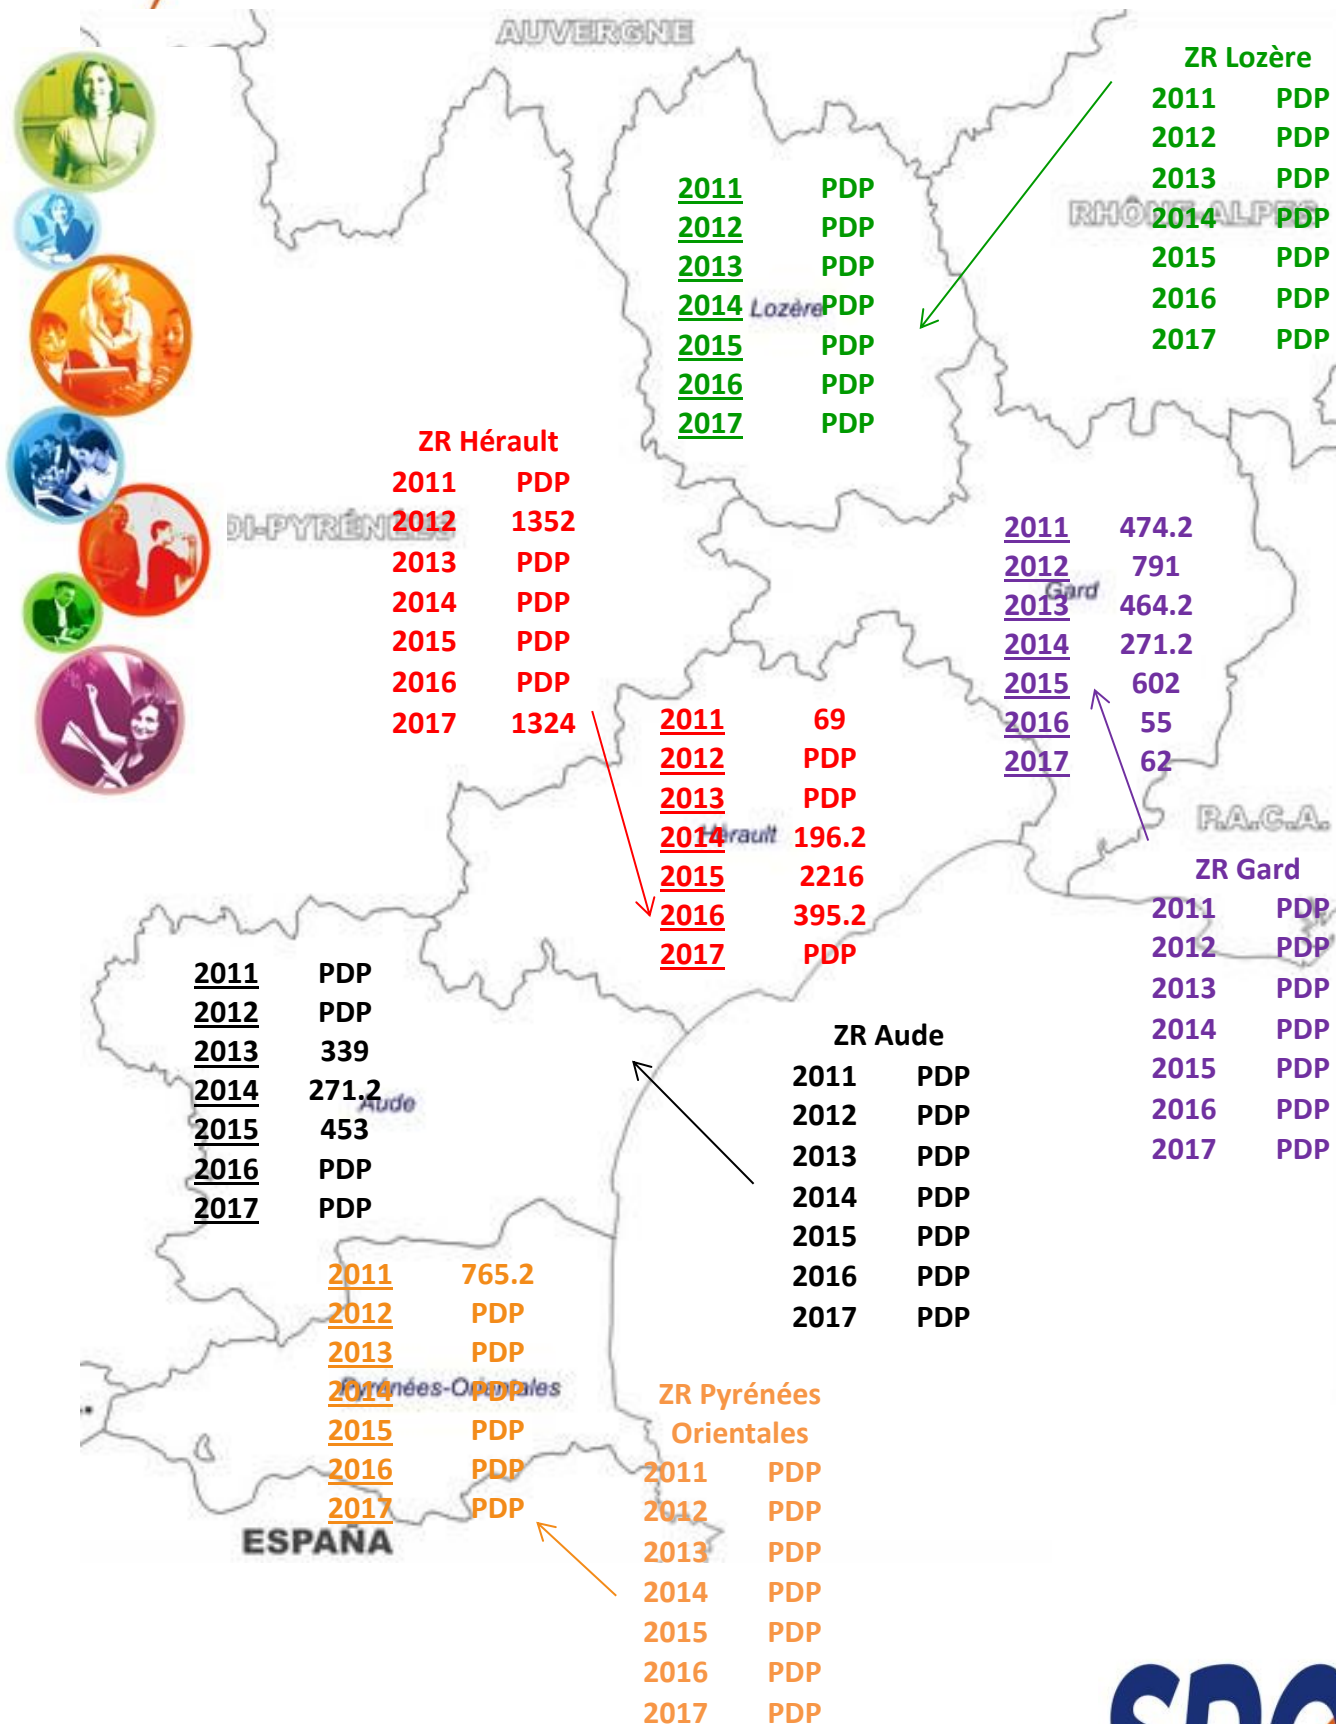 AUVERGNE
ZR Lozère
2011 PDP
2012 PDP
2013 PDP
2014 PDP
2015 PDP
2016 PDP
2017 PDP
RHÔNE-ALPES
2011 PDP
2012 PDP
2013 PDP
2014 PDP
2015 PDP
2016 PDP
2017 PDP
Lozère
ZR Hérault
2011 PDP
2012 1352
2013 PDP
2014 PDP
2015 PDP
2016 PDP
2017 1324
DI-PYRÉNÉES
2011 474.2
2012 791
2013 464.2
2014 271.2
2015 602
2016 55
2017 62
Gard
2011 69
2012 PDP
2013 PDP
2014 196.2
2015 2216
2016 395.2
2017 PDP
Hérault
P.A.C.A.
ZR Gard
2011 PDP
2012 PDP
2013 PDP
2014 PDP
2015 PDP
2016 PDP
2017 PDP
2011 PDP
2012 PDP
2013 339
2014 271.2
2015 453
2016 PDP
2017 PDP
Aude
ZR Aude
2011 PDP
2012 PDP
2013 PDP
2014 PDP
2015 PDP
2016 PDP
2017 PDP
2011 765.2
2012 PDP
2013 PDP
2014 PDP
2015 PDP
2016 PDP
2017 PDP
Pyrénées-Orientales
ESPAÑA
ZR Pyrénées
Orientales
2011 PDP
2012 PDP
2013 PDP
2014 PDP
2015 PDP
2016 PDP
2017 PDP